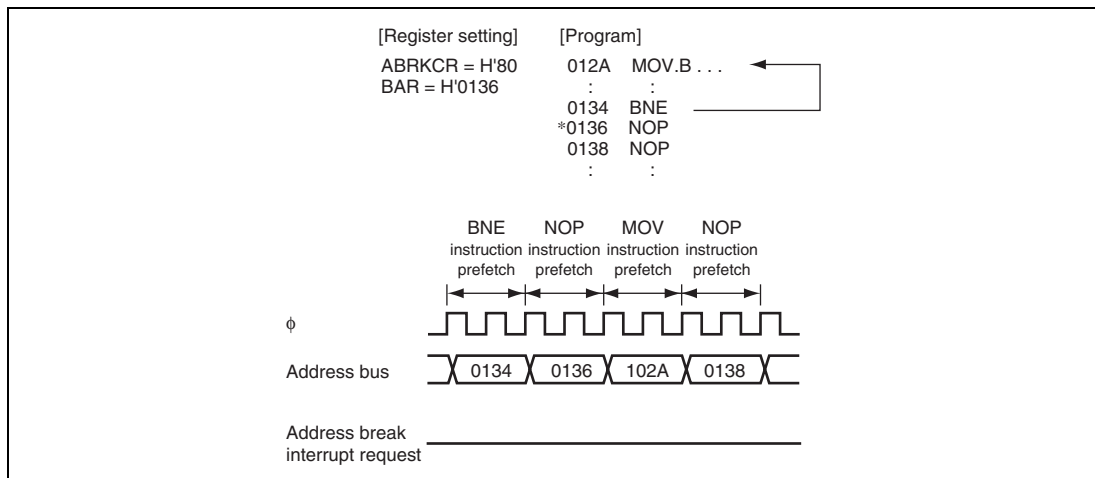 [Register setting] [Program]
ABRKCR = H'80 012A MOV.B . . .
BAR = H'0136 : :
0134 BNE
*0136 NOP
0138 NOP
: :
BNE NOP MOV NOP
instruction instruction instruction instruction
prefetch prefetch prefetch prefetch
φ
Address bus 0134 0136 102A 0138
Address break
interrupt request